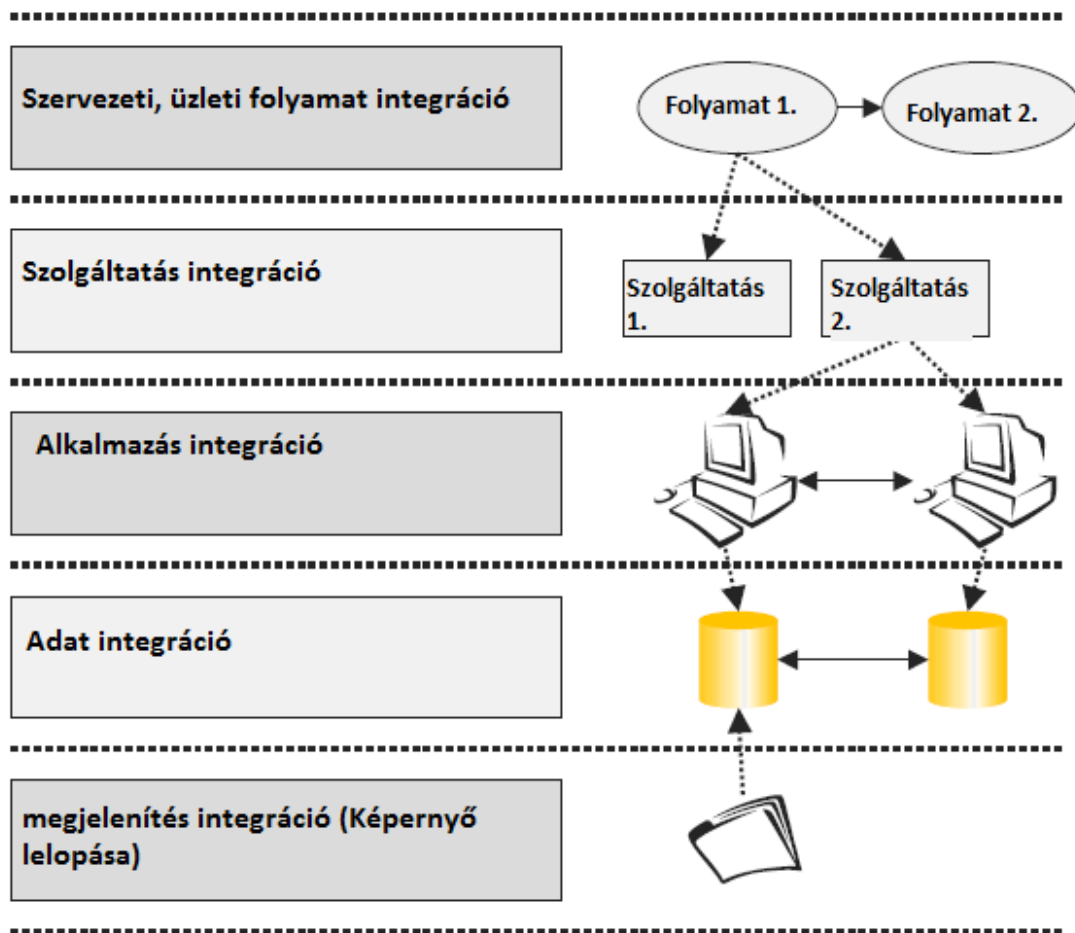 Szervezeti, üzleti folyamat integráció
Folyamat 1.
Folyamat 2.
Szolgáltatás integráció
Szolgáltatás
1.
Szolgáltatás
2.
Alkalmazás integráció
Adat integráció
megjelenítés integráció (Képernyő
lelopása)